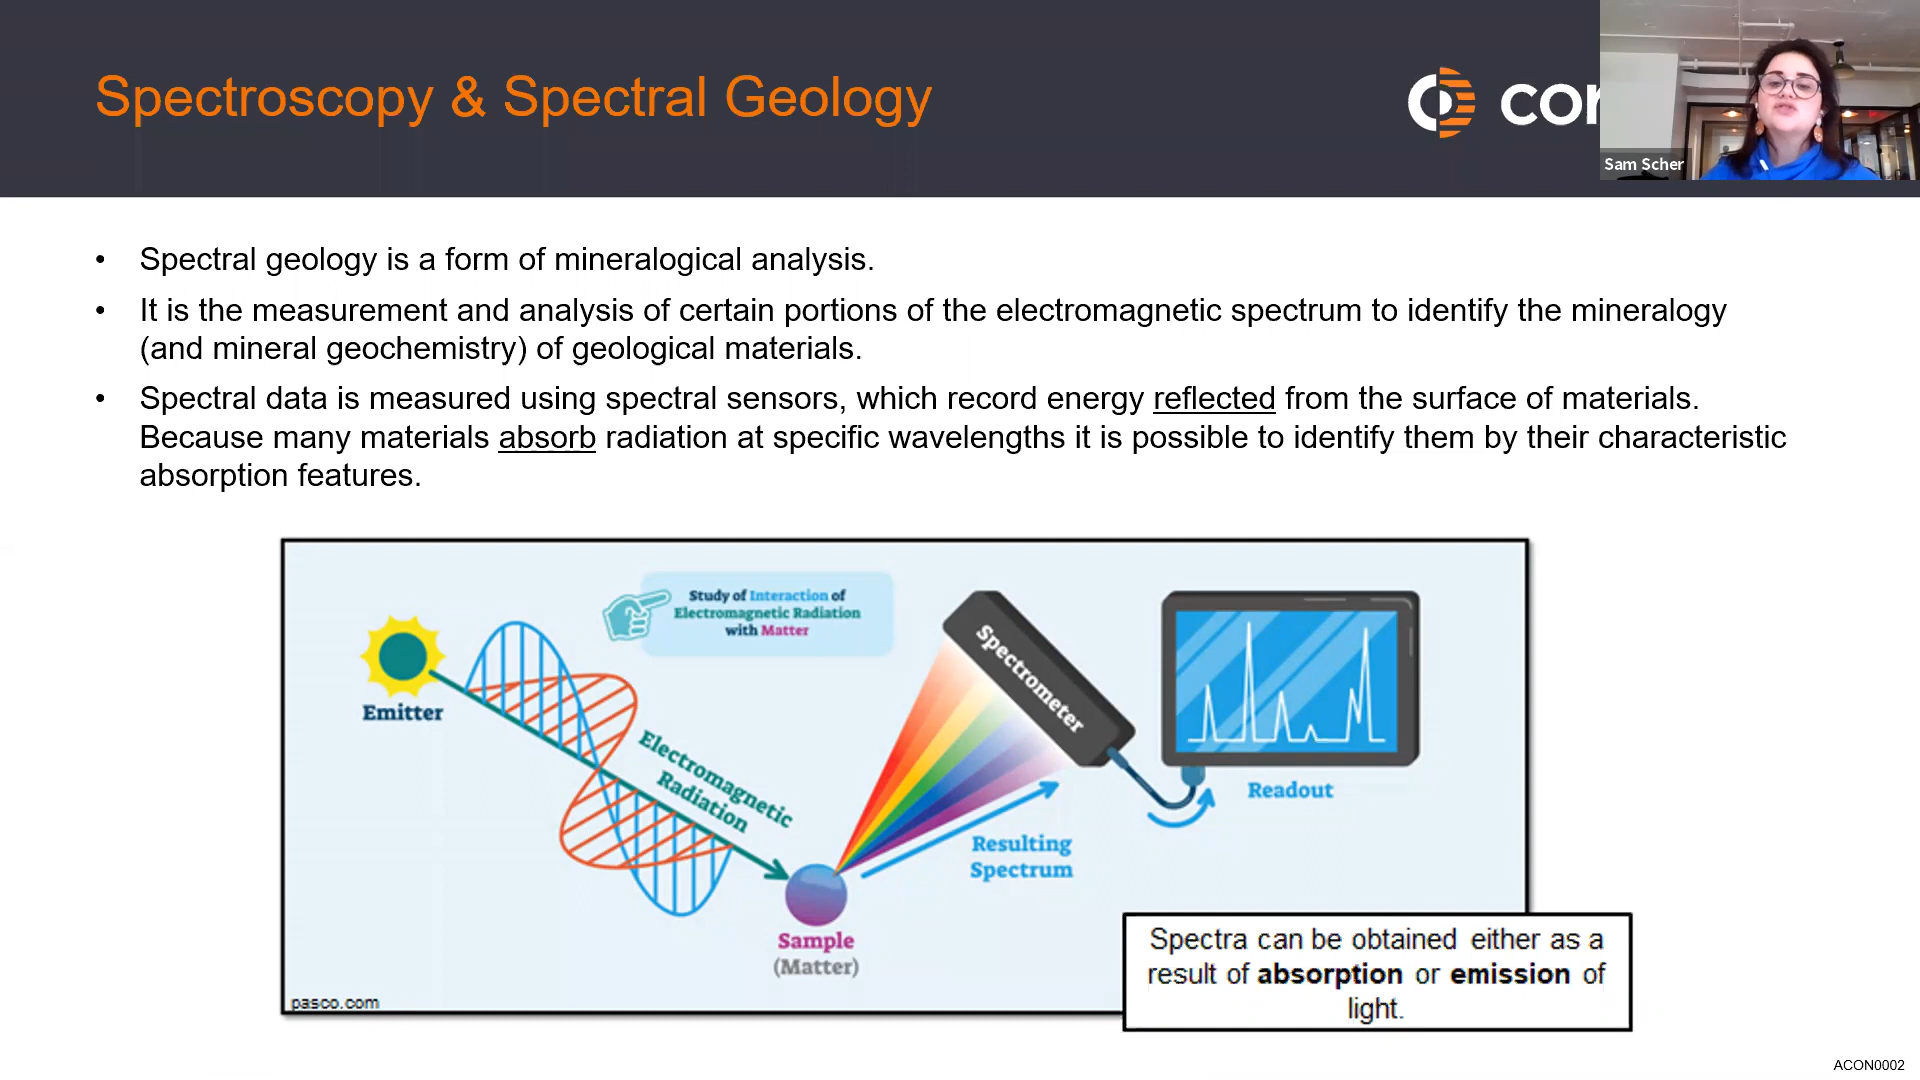 Spectroscopy & Spectral Geology
cor
Sam Scher
• Spectral geology is a form of mineralogical analysis.
• It is the measurement and analysis of certain portions of the electromagnetic spectrum to identify the mineralogy
(and mineral geochemistry) of geological materials.
• Spectral data is measured using spectral sensors, which record energy reflected from the surface of materials.
Because many materials absorb radiation at specific wavelengths it is possible to identify them by their characteristic
absorption features.
Study of Interaction of
Electromagnetic Radiation
with Matter
Emitter
Electromagnetic
Radiation
Sample
(Matter)
Spectrometer
Resulting
Spectrum
Readout
pasco.com
Spectra can be obtained either as a
result of absorption or emission of
light.
ACON0002